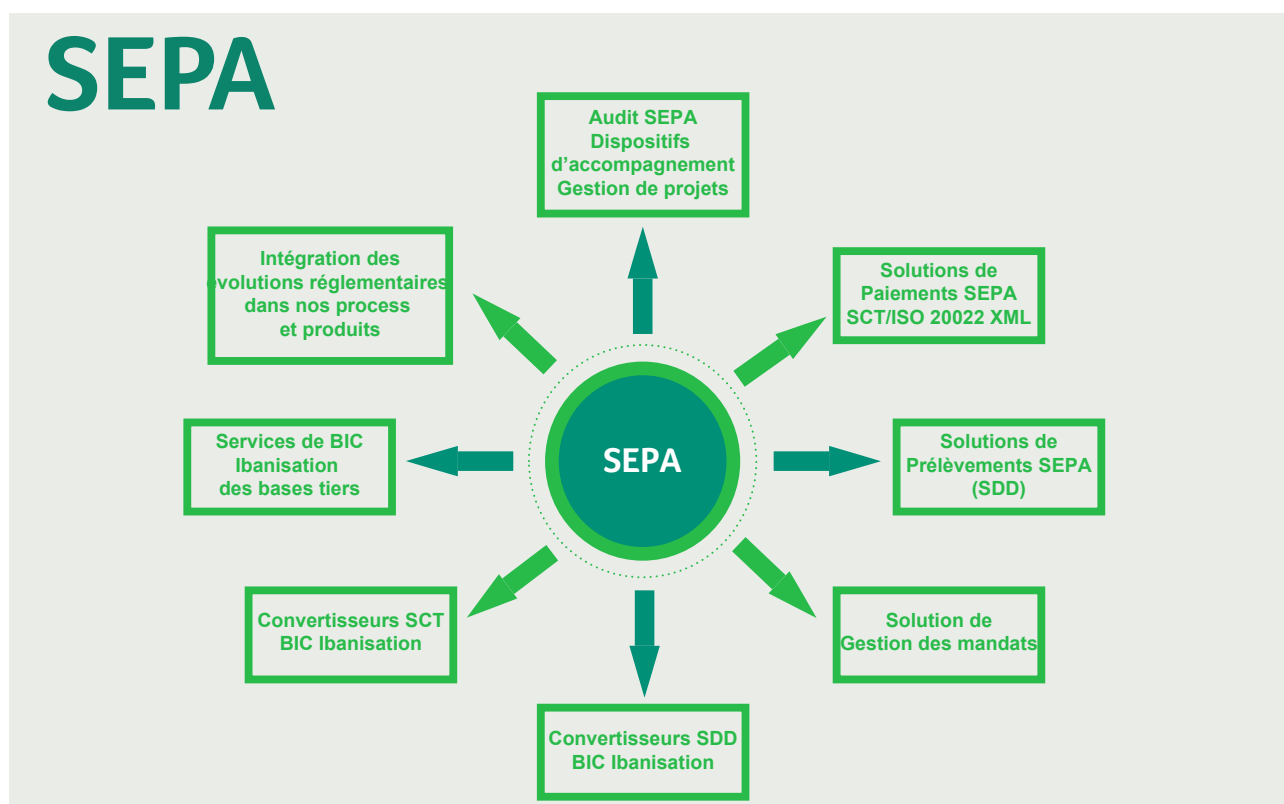 SEPA
Audit SEPA
Dispositifs
d’accompagnement
Gestion de projets
Intégration des
évolutions réglementaires
dans nos process
et produits
Solutions de
Paiements SEPA
SCT/ISO 20022 XML
Services de BIC
Ibanisation
des bases tiers
SEPA
Solutions de
Prélèvements SEPA
(SDD)
Convertisseurs SCT
BIC Ibanisation
Solution de
Gestion des mandats
Convertisseurs SDD
BIC Ibanisation